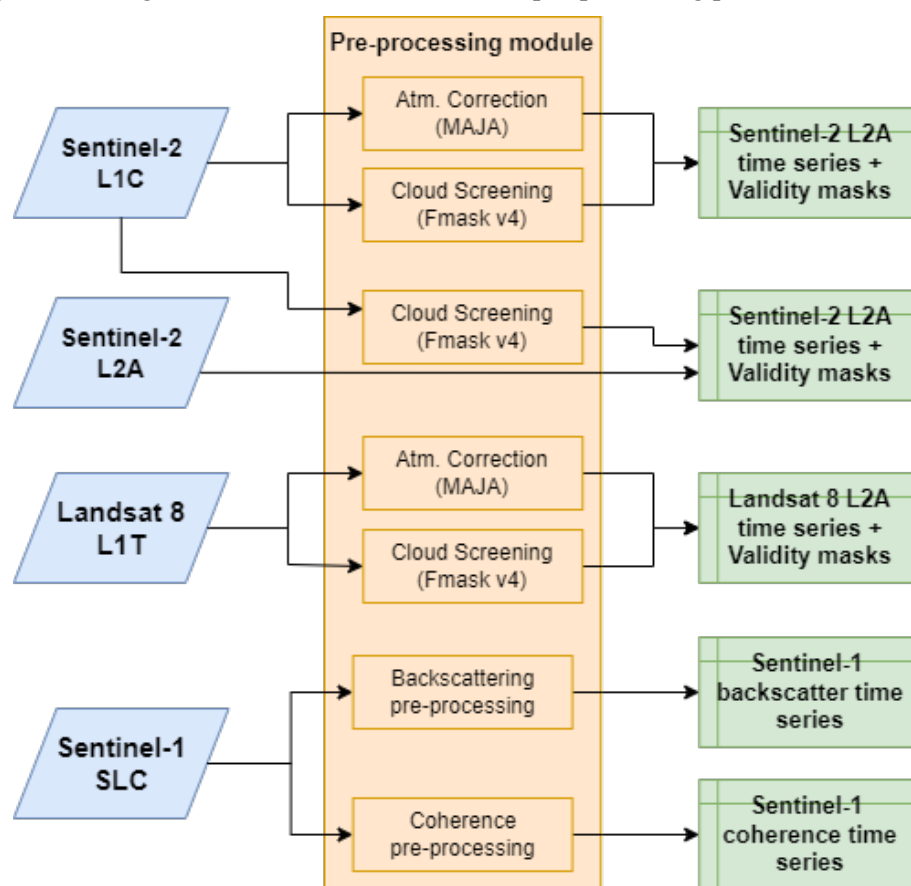 Pre-processing module
Sentinel-2
L1C
Atm. Correction
(MAJA)
Cloud Screening
(Fmask v4)
Sentinel-2 L2A
time series +
Validity masks
Sentinel-2
L2A
Cloud Screening
(Fmask v4)
Sentinel-2 L2A
time series +
Validity masks
Landsat 8
L1T
Atm. Correction
(MAJA)
Cloud Screening
(Fmask v4)
Landsat 8 L2A
time series +
Validity masks
Sentinel-1
SLC
Backscattering
pre-processing
Coherence
pre-processing
Sentinel-1
backscatter time
series
Sentinel-1
coherence time
series